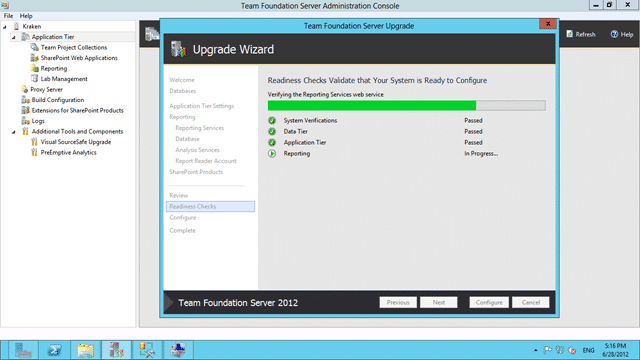 Team Foundation Server Administration Console
File Help
Kraken
Application Tier
Team Project Collections
SharePoint Web Applications
Reporting
Lab Management
Proxy Server
Build Configuration
Extensions for SharePoint Products
Logs
Additional Tools and Components
Visual SourceSafe Upgrade
PreEmptive Analytics
Refresh
Help
Team Foundation Server Upgrade
Upgrade Wizard
Welcome
Databases
Application Tier Settings
Reporting
Reporting Services
Database
Analysis Services
Report Reader Account
SharePoint Products
Review
Readiness Checks
Configure
Complete
Readiness Checks Validate that Your System is Ready to Configure
Verifying the Reporting Services web service
System Verifications Passed
Data Tier Passed
Application Tier Passed
Reporting In Progress...
Team Foundation Server 2012
Previous Next Configure Cancel
ENG
5:16 PM
6/28/2012